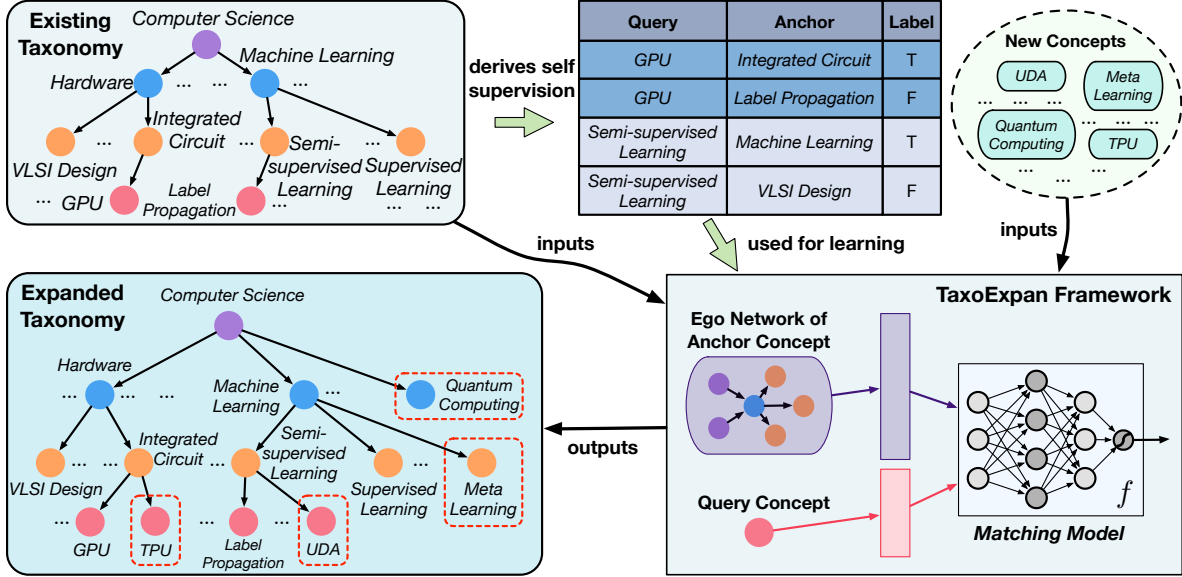 Existing
Taxonomy
Computer Science
Machine Learning
Hardware
... ...
...
Integrated
Circuit
...
...
Semi-
supervised
Learning
...
VLSI Design
Supervised
Learning
... GPU
Label
Propagation
...
... ...
derives self
supervision
Query Anchor Label
GPU Integrated Circuit T
GPU Label Propagation F
Semi-supervised
Learning
Machine Learning T
Semi-supervised
Learning
VLSI Design F
New Concepts
UDA
Meta
Learning
... ... ...
Quantum
Computing
... ... ...
TPU
... ...
inputs
used for learning
inputs
Expanded
Taxonomy
Computer Science
Hardware
... ... ...
Machine
Learning
...
...
Quantum
Computing
... ...
Integrated
Circuit
...
Semi-
supervised
Learning
...
VLSI Design
Supervised
Learning
Meta
Learning
...
GPU
TPU
... ...
Label
Propagation
UDA
outputs
TaxoExpan Framework
Ego Network of
Anchor Concept
Query Concept
f
Matching Model